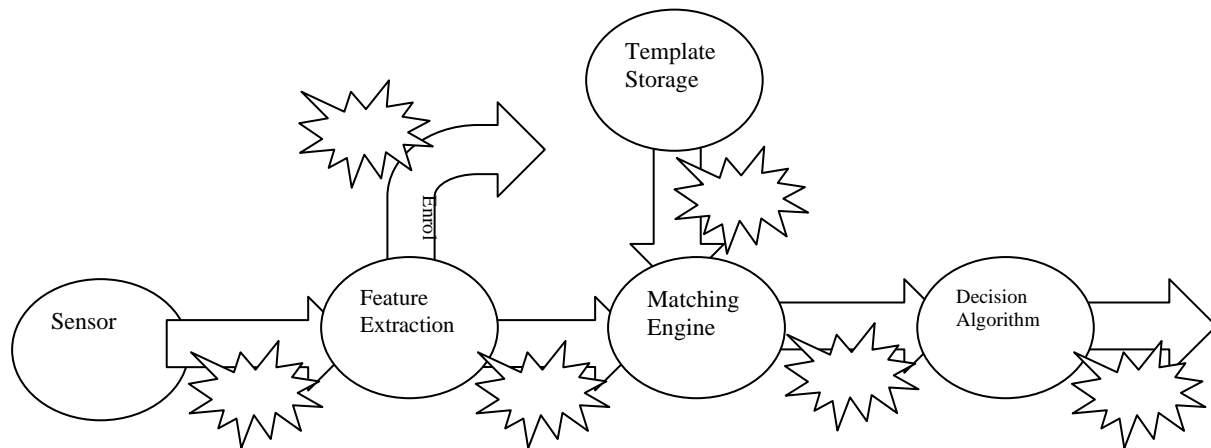 Template
Storage
Enrol
Sensor
Feature
Extraction
Matching
Engine
Decision
Algorithm